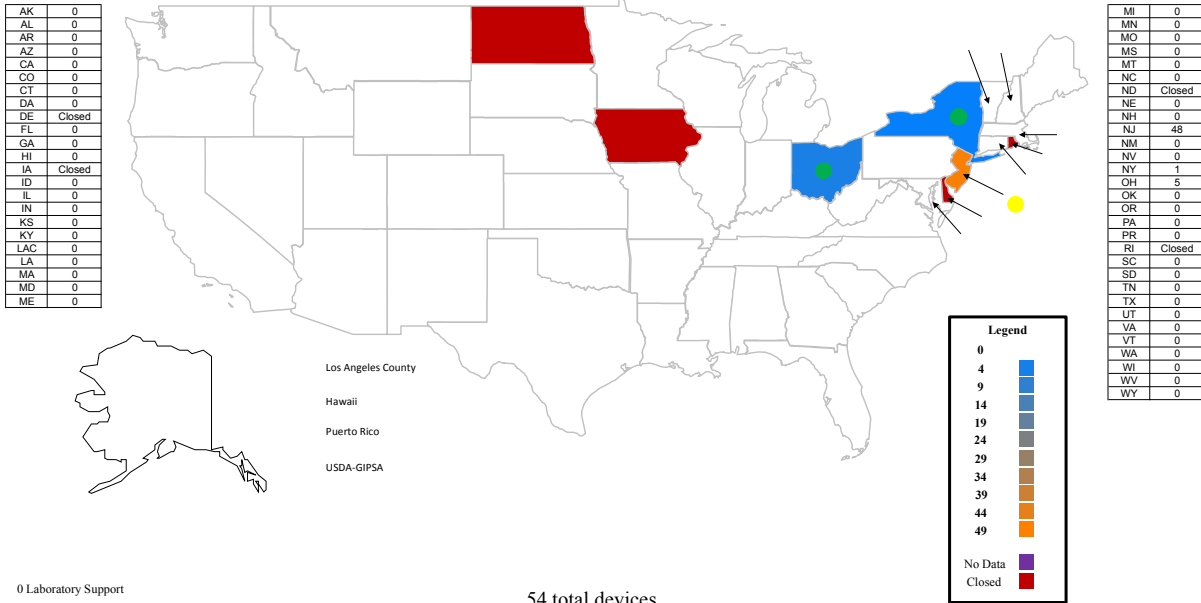 AK 0
AL 0
AR 0
AZ 0
CA 0
CO 0
CT 0
DA 0
DE Closed
FL 0
GA 0
HI 0
IA Closed
ID 0
IL 0
IN 0
KS 0
KY 0
LAC 0
LA 0
MA 0
MD 0
ME 0
MI 0
MN 0
MO 0
MS 0
MT 0
NC 0
ND Closed
NE 0
NH 0
NJ 48
NM 0
NV 0
NY 1
OH 5
OK 0
OR 0
PA 0
PR 0
RI Closed
SC 0
SD 0
TN 0
TX 0
UT 0
VA 0
VT 0
WA 0
WI 0
WV 0
WY 0
Los Angeles County
Hawaii
Puerto Rico
USDA-GIPSA
Legend
0
4
9
14
19
24
29
34
39
44
49
No Data
Closed
0 Laboratory Support
54 total devices